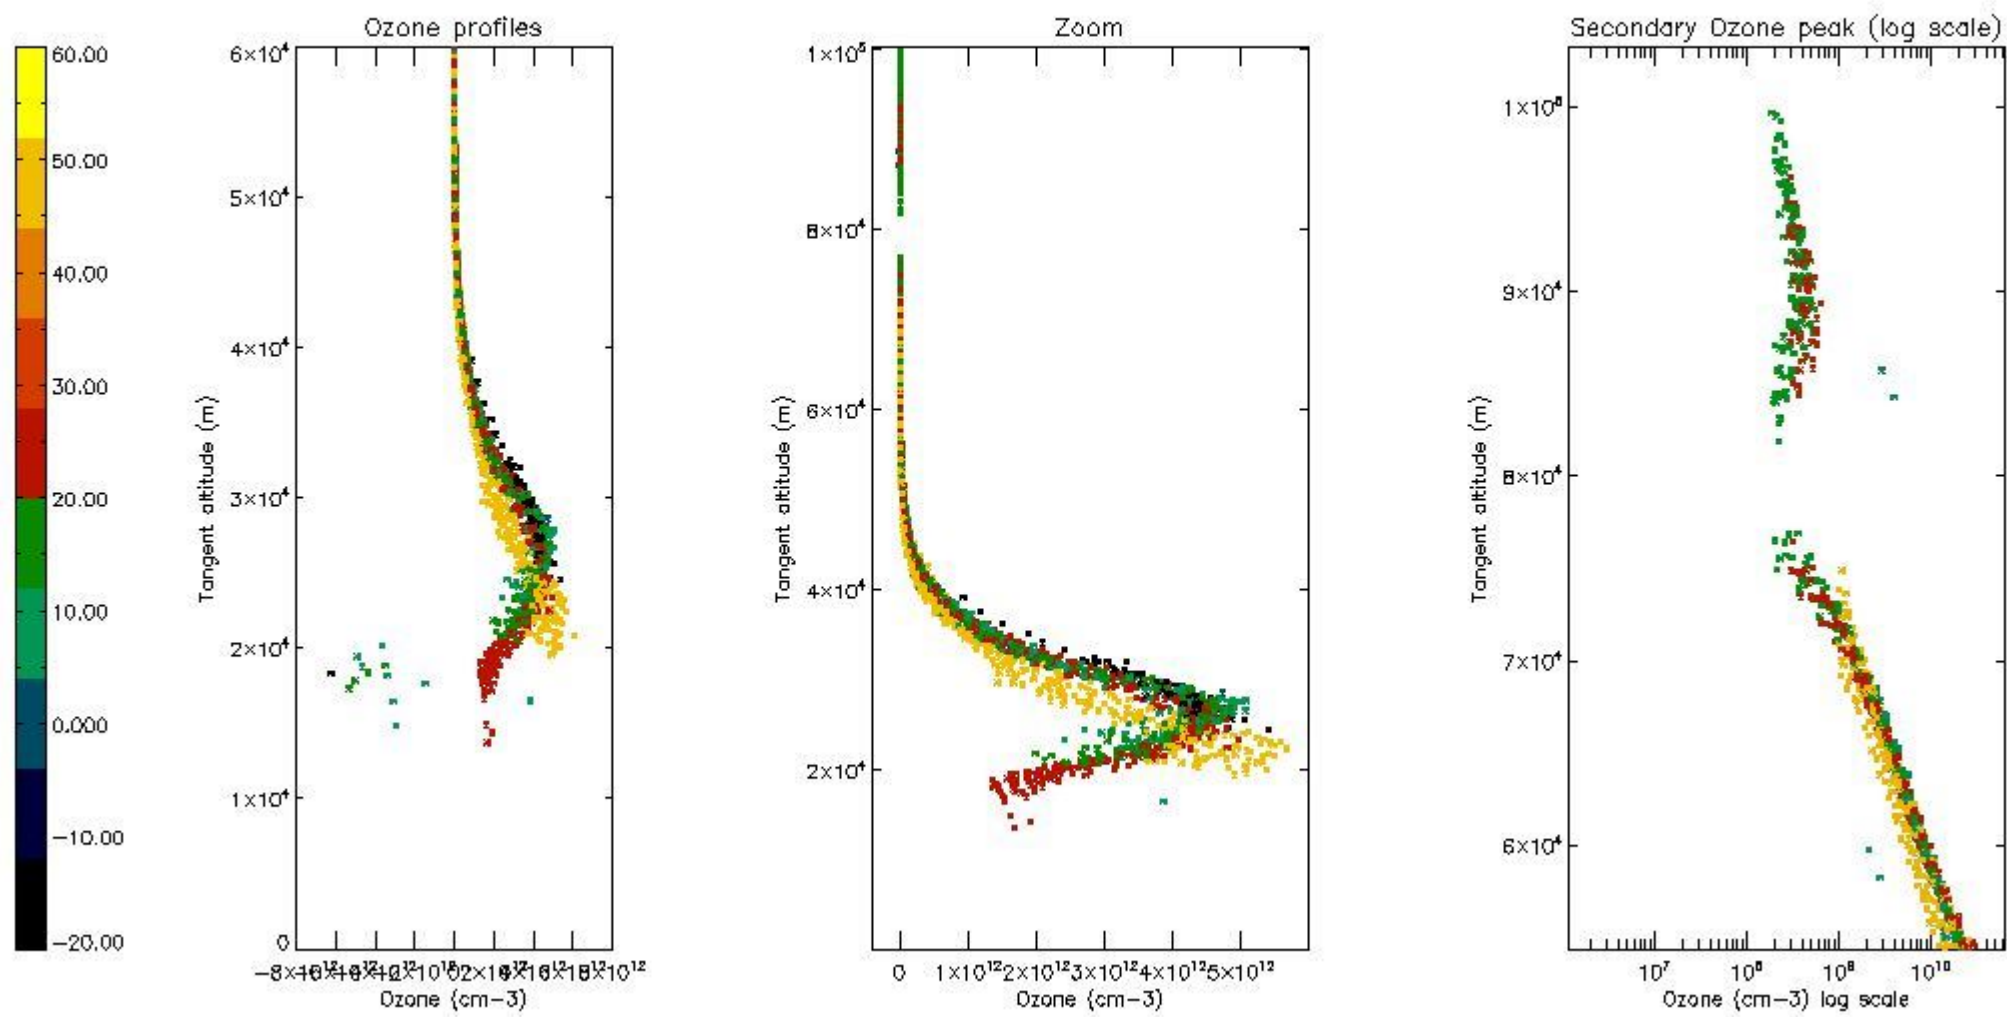 Ozone profiles
Zoom
Secondary Ozone peak (log scale)
60.00
50.00
40.00
30.00
20.00
10.00
0.000
−10.00
−20.00
6×10⁴
5×10⁴
4×10⁴
3×10⁴
2×10⁴
1×10⁴
0
Tangent altitude (m)
Ozone (cm−3)
1×10⁵
8×10⁴
6×10⁴
4×10⁴
2×10⁴
Tangent altitude (m)
0 1×10¹² 2×10¹² 3×10¹² 4×10¹² 5×10¹²
Ozone (cm−3)
1×10⁵
9×10⁴
8×10⁴
7×10⁴
6×10⁴
Tangent altitude (m)
10⁷ 10⁸ 10⁹ 10¹⁰
Ozone (cm−3) log scale